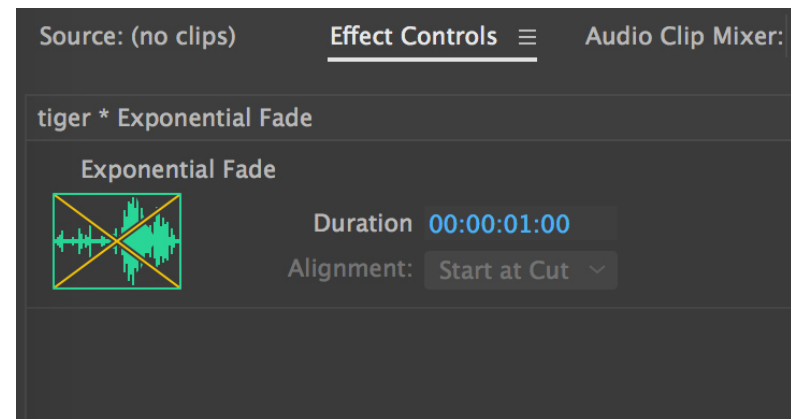 Source: (no clips) Effect Controls Audio Clip Mixer:
tiger * Exponential Fade
Exponential Fade
Duration 00:00:01:00
Alignment: Start at Cut